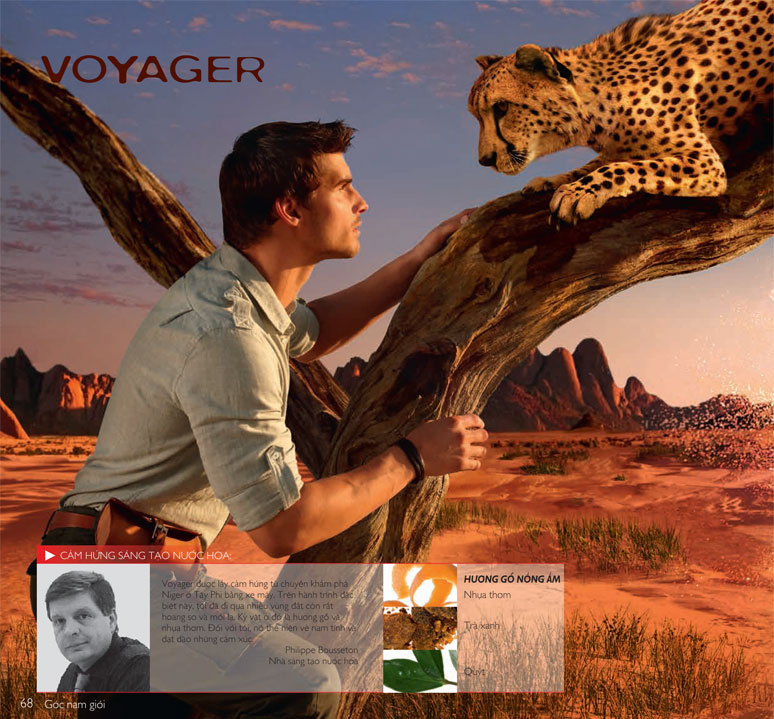 VOYAGER
CẢM HỨNG SÁNG TẠO NƯỚC HOA:
Voyager được lấy cảm hứng từ chuyến khám phá
Niger ở Tây Phi bằng xe máy. Trên hành trình đặc
biệt này, tôi đã đi qua nhiều vùng đất còn rất
hoang sơ và mới lạ. Ký vật ở đó là hương gỗ và
nhựa thơm. Đối với tôi, nó thể hiện vẻ nam tính và
dạt dào những cảm xúc.
Philippe Bousseton
Nhà sáng tạo nước hoa
HƯƠNG GỖ NỒNG ẤM
Nhựa thơm
Trà xanh
Quýt
68 Góc nam giới